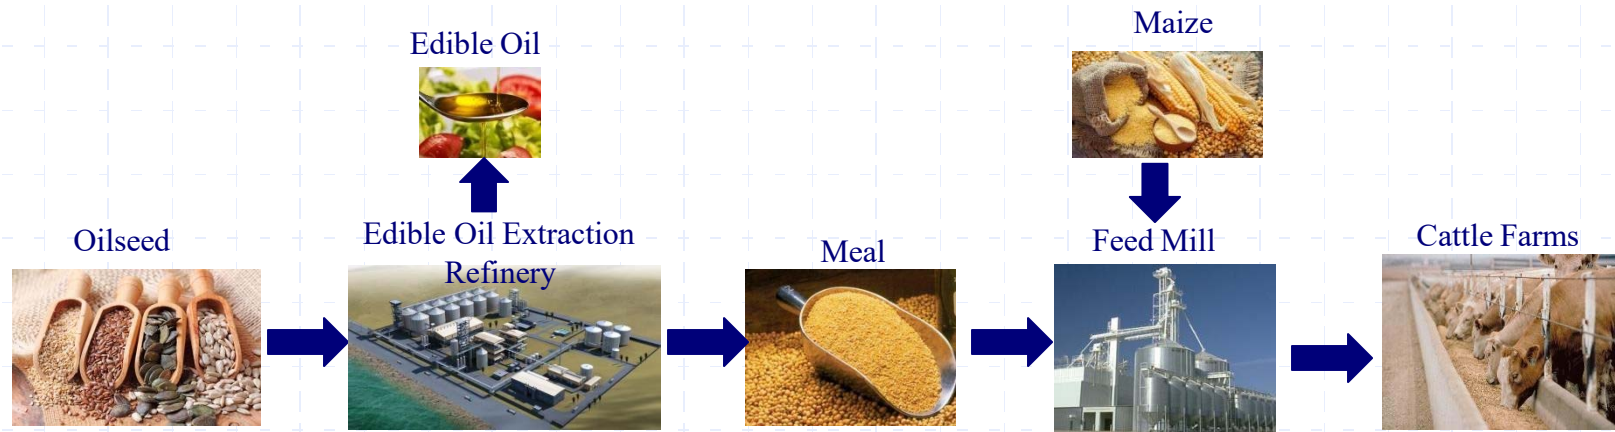 Maize
Edible Oil
Oilseed
Edible Oil Extraction
Refinery
Meal
Feed Mill
Cattle Farms